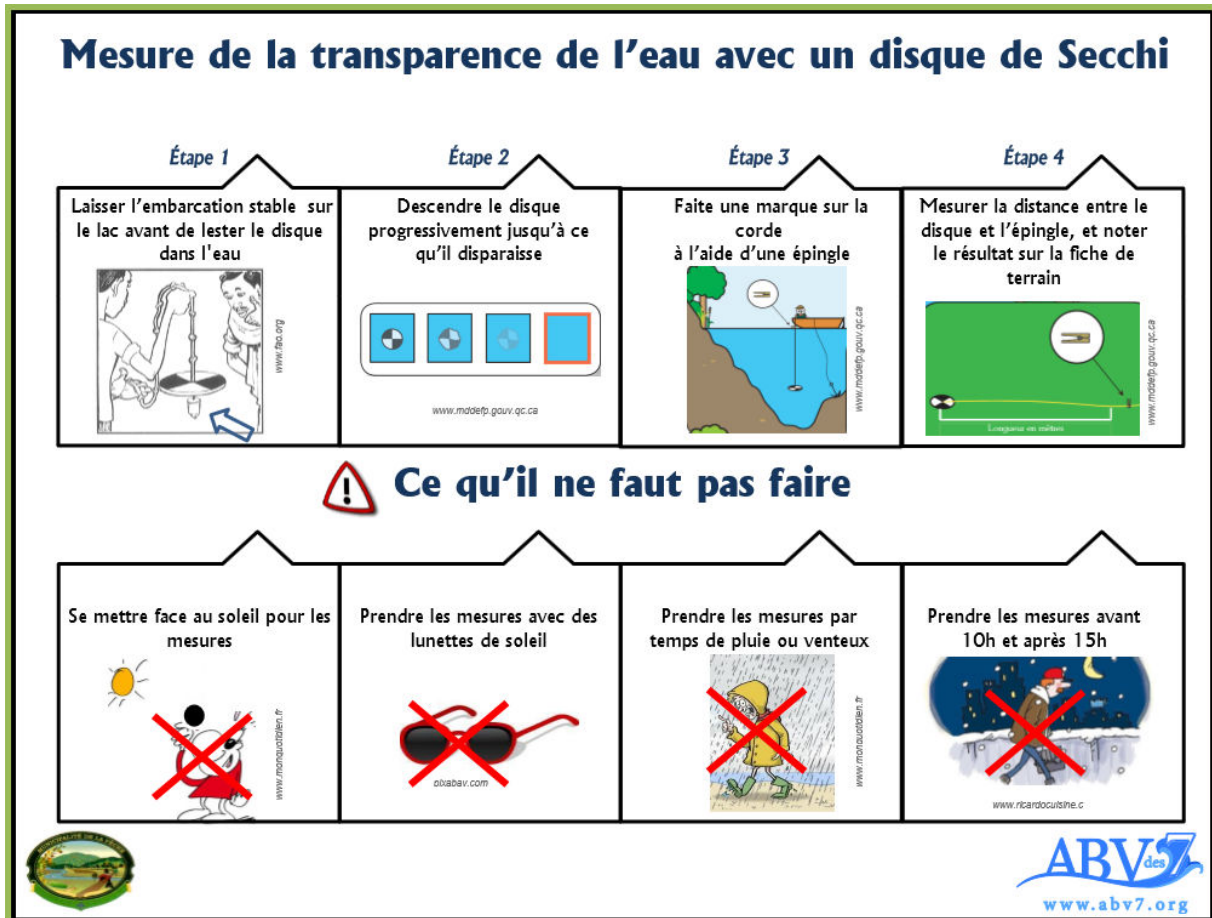 Mesure de la transparence de l'eau avec un disque de Secchi
Étape 1
Laisser l'embarcation stable sur
le lac avant de lester le disque
dans l'eau
www.fao.org
Étape 2
Descendre le disque
progressivement jusqu'à ce
qu'il disparaisse
www.mddefp.gouv.qc.ca
Étape 3
Faite une marque sur la
corde
à l'aide d'une épingle
www.mddefp.gouv.qc.ca
Étape 4
Mesurer la distance entre le
disque et l'épingle, et noter
le résultat sur la fiche de
terrain
Longueur en mètres
www.mddefp.gouv.qc.ca
Ce qu'il ne faut pas faire
Se mettre face au soleil pour les
mesures
www.monquotidien.fr
Prendre les mesures avec des
lunettes de soleil
pixabay.com
Prendre les mesures par
temps de pluie ou venteux
www.monquotidien.fr
Prendre les mesures avant
10h et après 15h
www.ricardocuisine.c
MUNICIPALITÉ DE LA PÊCHE
ABV des 7
www.abv7.org